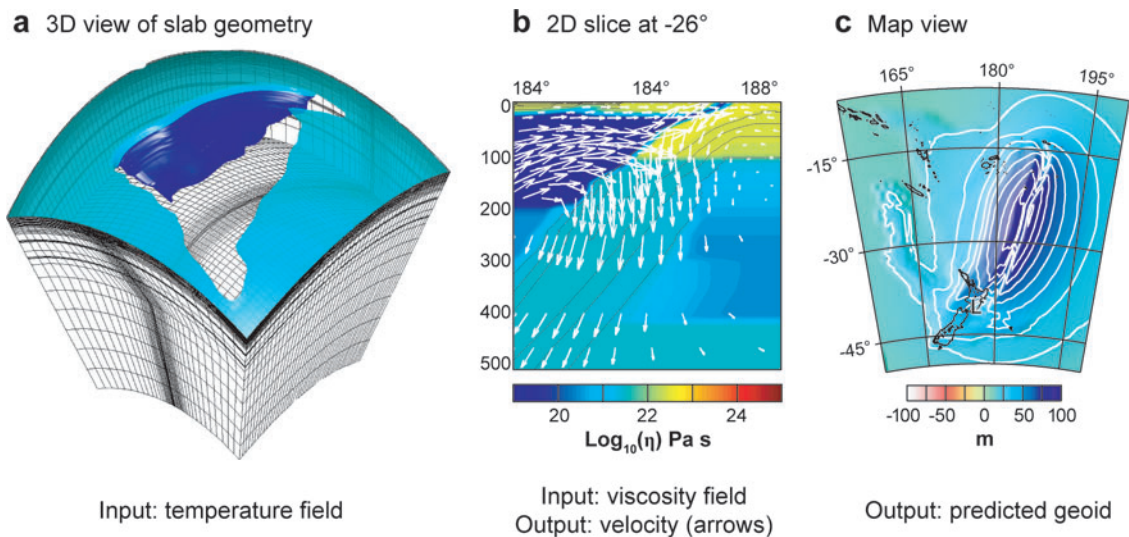 a 3D view of slab geometry
Input: temperature field
b 2D slice at -26°
184° 184° 188°
0
100
200
300
400
500
20 22 24
Log₁₀(η) Pa s
Input: viscosity field
Output: velocity (arrows)
c Map view
165° 180° 195°
-15°
-30°
-45°
-100 -50 0 50 100
m
Output: predicted geoid